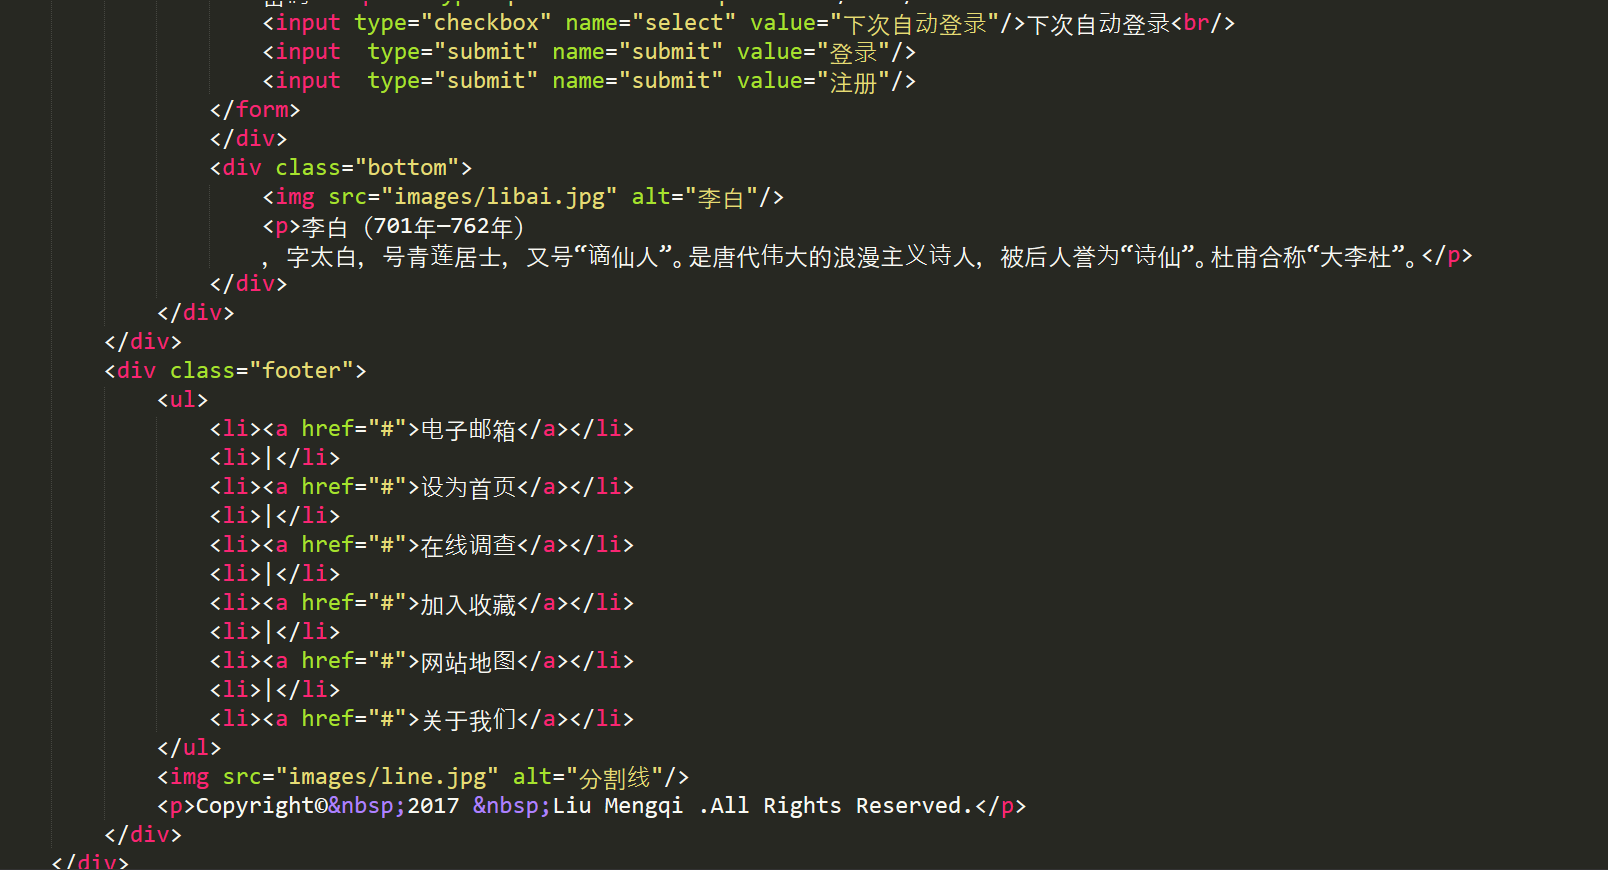 <input type="checkbox" name="select" value="下次自动登录"/>下次自动登录<br/>
<input  type="submit" name="submit" value="登录"/>
<input  type="submit" name="submit" value="注册"/>
</form>
</div>
<div class="bottom">
<img src="images/libai.jpg" alt="李白"/>
<p>李白（701年—762年）
，字太白，号青莲居士，又号“谪仙人”。是唐代伟大的浪漫主义诗人，被后人誉为“诗仙”。杜甫合称“大李杜”。</p>
</div>
</div>
</div>
<div class="footer">
<ul>
<li><a href="#">电子邮箱</a></li>
<li>|</li>
<li><a href="#">设为首页</a></li>
<li>|</li>
<li><a href="#">在线调查</a></li>
<li>|</li>
<li><a href="#">加入收藏</a></li>
<li>|</li>
<li><a href="#">网站地图</a></li>
<li>|</li>
<li><a href="#">关于我们</a></li>
</ul>
<img src="images/line.jpg" alt="分割线"/>
<p>Copyright©&nbsp;2017 &nbsp;Liu Mengqi .All Rights Reserved.</p>
</div>
</div>